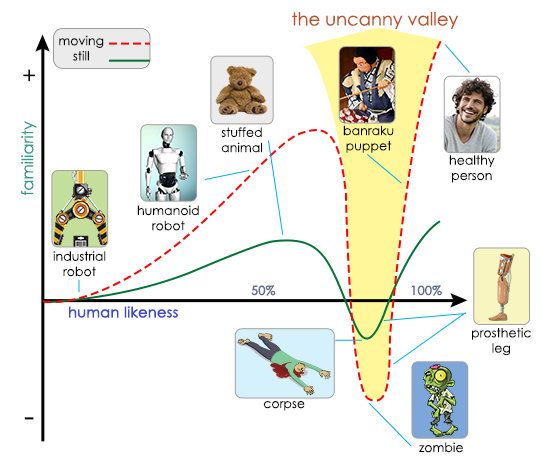 the uncanny valley
moving
still
+
familiarity
stuffed
animal
banraku
puppet
healthy
person
humanoid
robot
industrial
robot
50%
100%
human likeness
prosthetic
leg
corpse
–
zombie